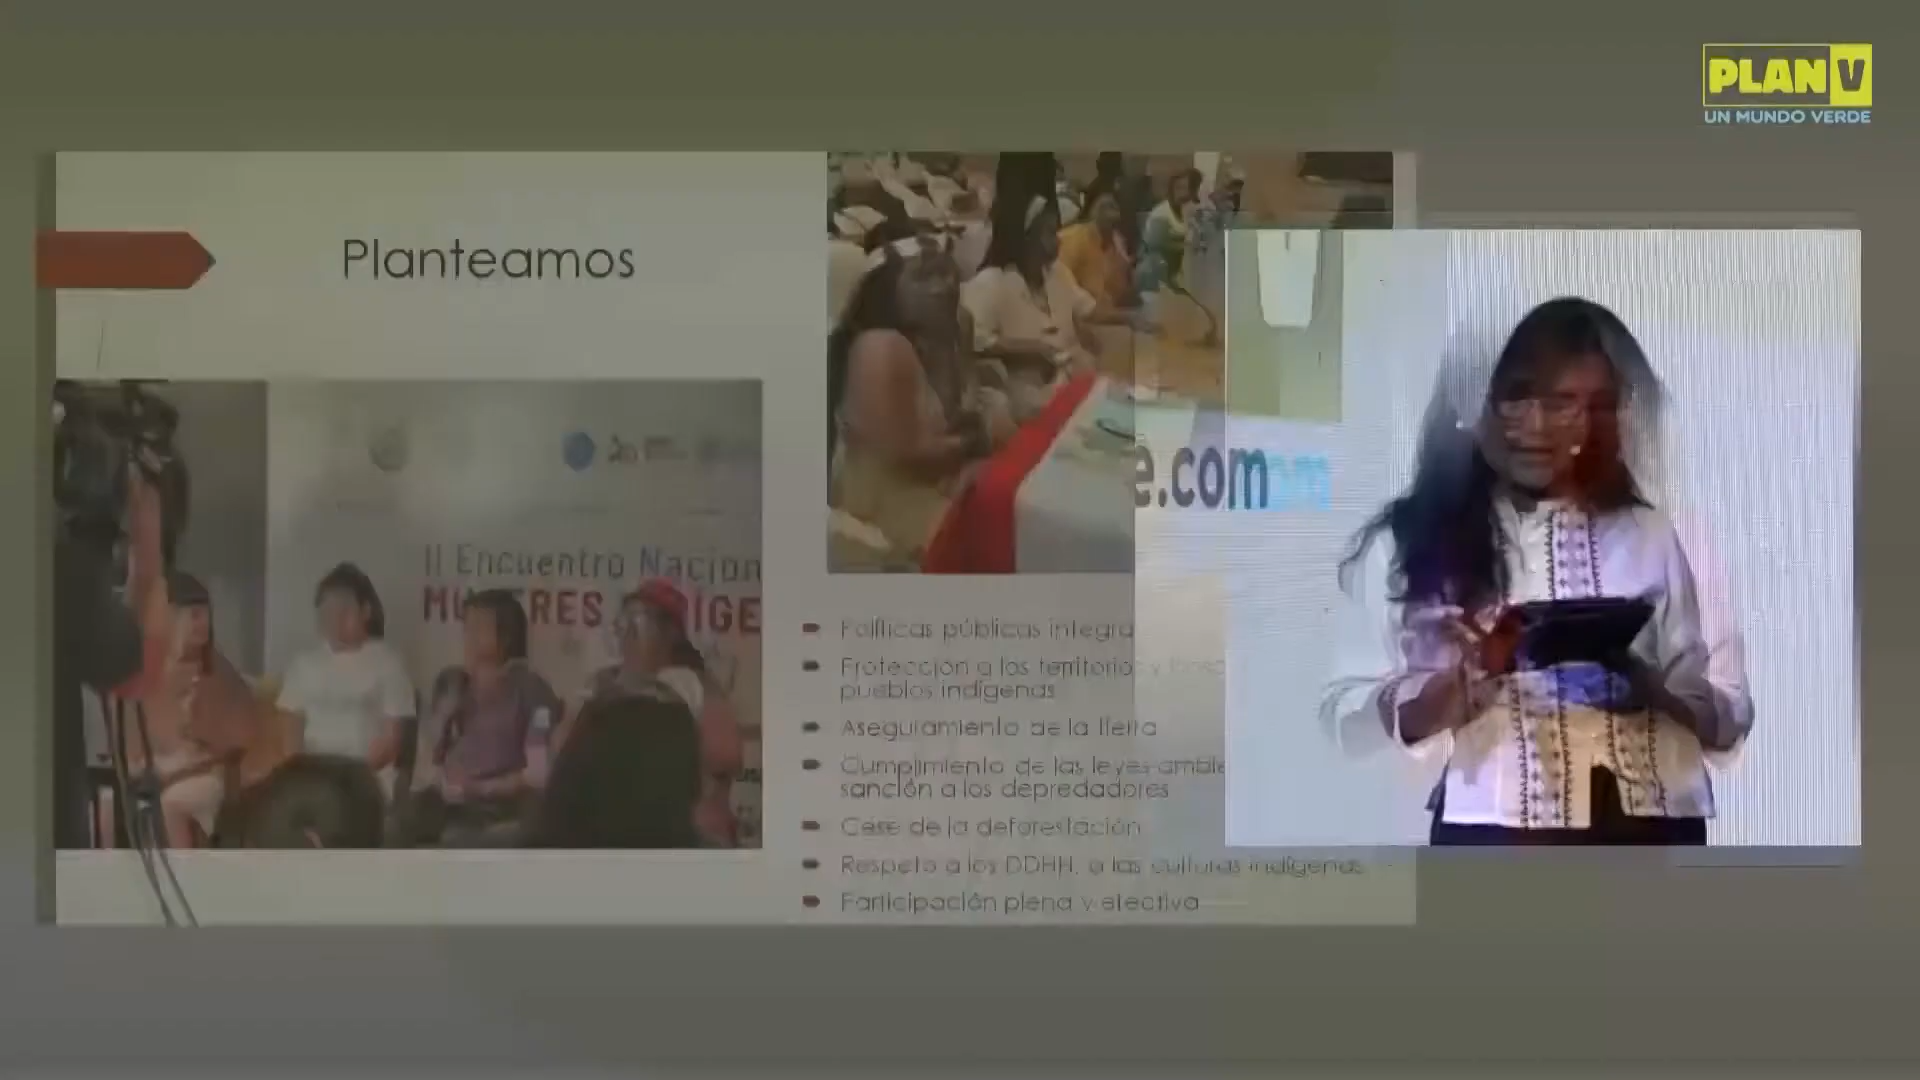 PLAN V
UN MUNDO VERDE
Planteamos
II Encuentro Nacion
e.com
Políticas públicas integra
Protección a los territorios y
pueblos indígenas
Aseguramiento de la tierra
Cumplimiento de las leyes amble
sanción a los depredadores
Cese de la deforestación
Respeto a los DDHH, a las culturas indígenas
Participación plena y efectiva